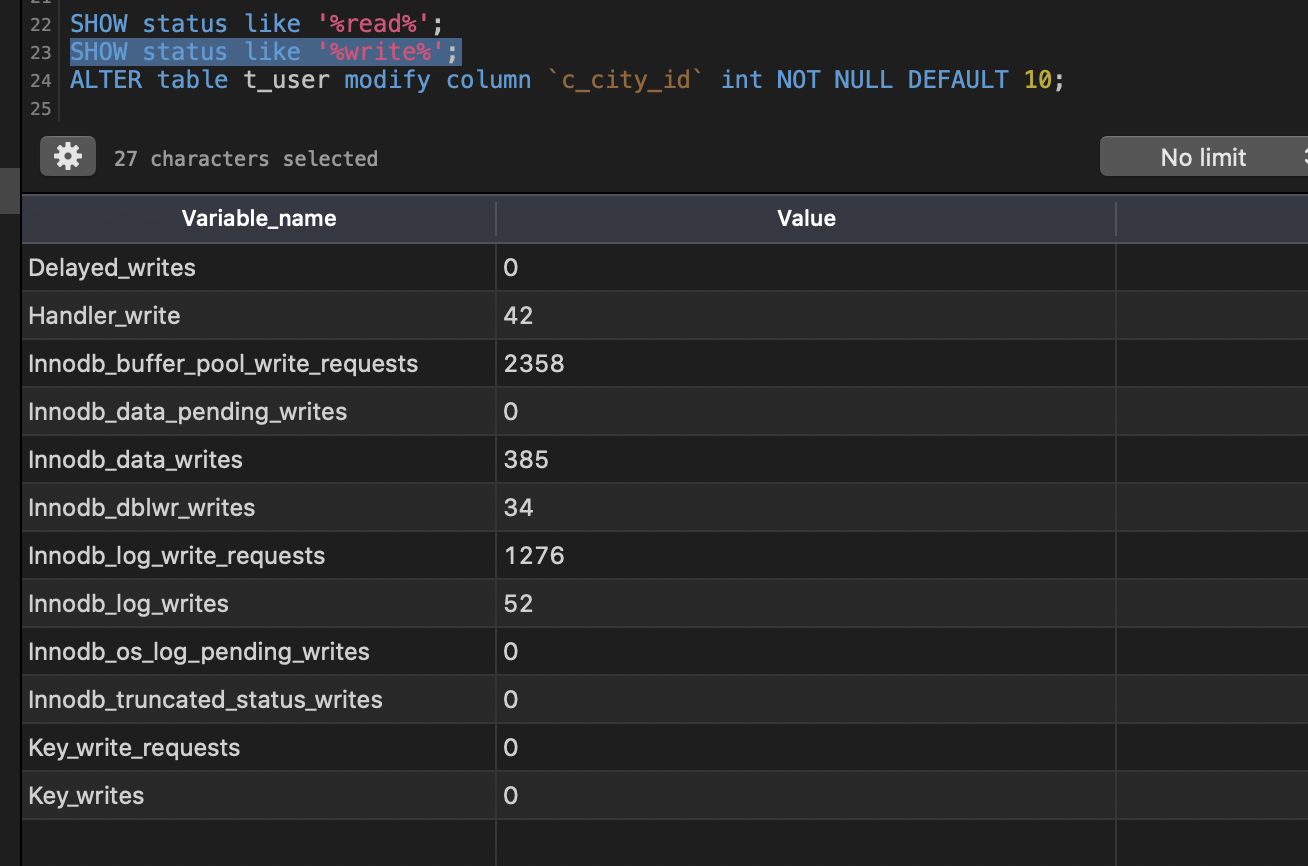 22 SHOW status like '%read%';
23 SHOW status like '%write%';
24 ALTER table t_user modify column `c_city_id` int NOT NULL DEFAULT 10;
25
27 characters selected
No limit
Variable_name Value
Delayed_writes 0
Handler_write 42
Innodb_buffer_pool_write_requests 2358
Innodb_data_pending_writes 0
Innodb_data_writes 385
Innodb_dblwr_writes 34
Innodb_log_write_requests 1276
Innodb_log_writes 52
Innodb_os_log_pending_writes 0
Innodb_truncated_status_writes 0
Key_write_requests 0
Key_writes 0